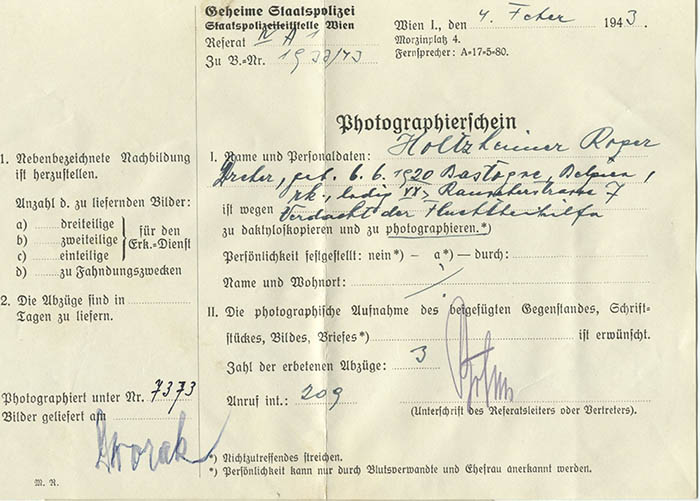 Geheime Staatspolizei
Staatspolizeileitstelle Wien
Referat IV A 1
Zu B.=Nr. 1933/43
Wien I., den 4. Feber 1943.
Morzinplatz 4.
Fernsprecher: A=17=5=80.
Photographierschein
1. Nebenbezeichnete Nachbildung
ist herzustellen.
Anzahl d. zu liefernden Bilder:
a) dreiteilige
b) zweiteilige
c) einteilige
für den
Erk.=Dienst
d) zu Fahndungszwecken
2. Die Abzüge sind in
Tagen zu liefern.
Photographiert unter Nr. 7373
Bilder geliefert am
Dvorak
M. R.
I. Name und Personaldaten: Holtzheimer Roger
Dreher, geb. 6. 6. 1920 Bastogne, Belgien,
rk., ledig Rauscherstrasse 7
ist wegen Verdacht der Fluchtbeihilfe
zu daktyloskopieren und zu photographieren.*)
Persönlichkeit festgestellt: nein*) – a*) – durch:
Name und Wohnort:
II. Die photographische Aufnahme des beigefügten Gegenstandes, Schrift=
stückes, Bildes, Briefes*) ist erwünscht.
Zahl der erbetenen Abzüge: 3
Anruf int.: 209
(Unterschrift des Referatsleiters oder Vertreters).
*) Nichtzutreffendes streichen.
*) Persönlichkeit kann nur durch Blutsverwandte und Ehefrau anerkannt werden.